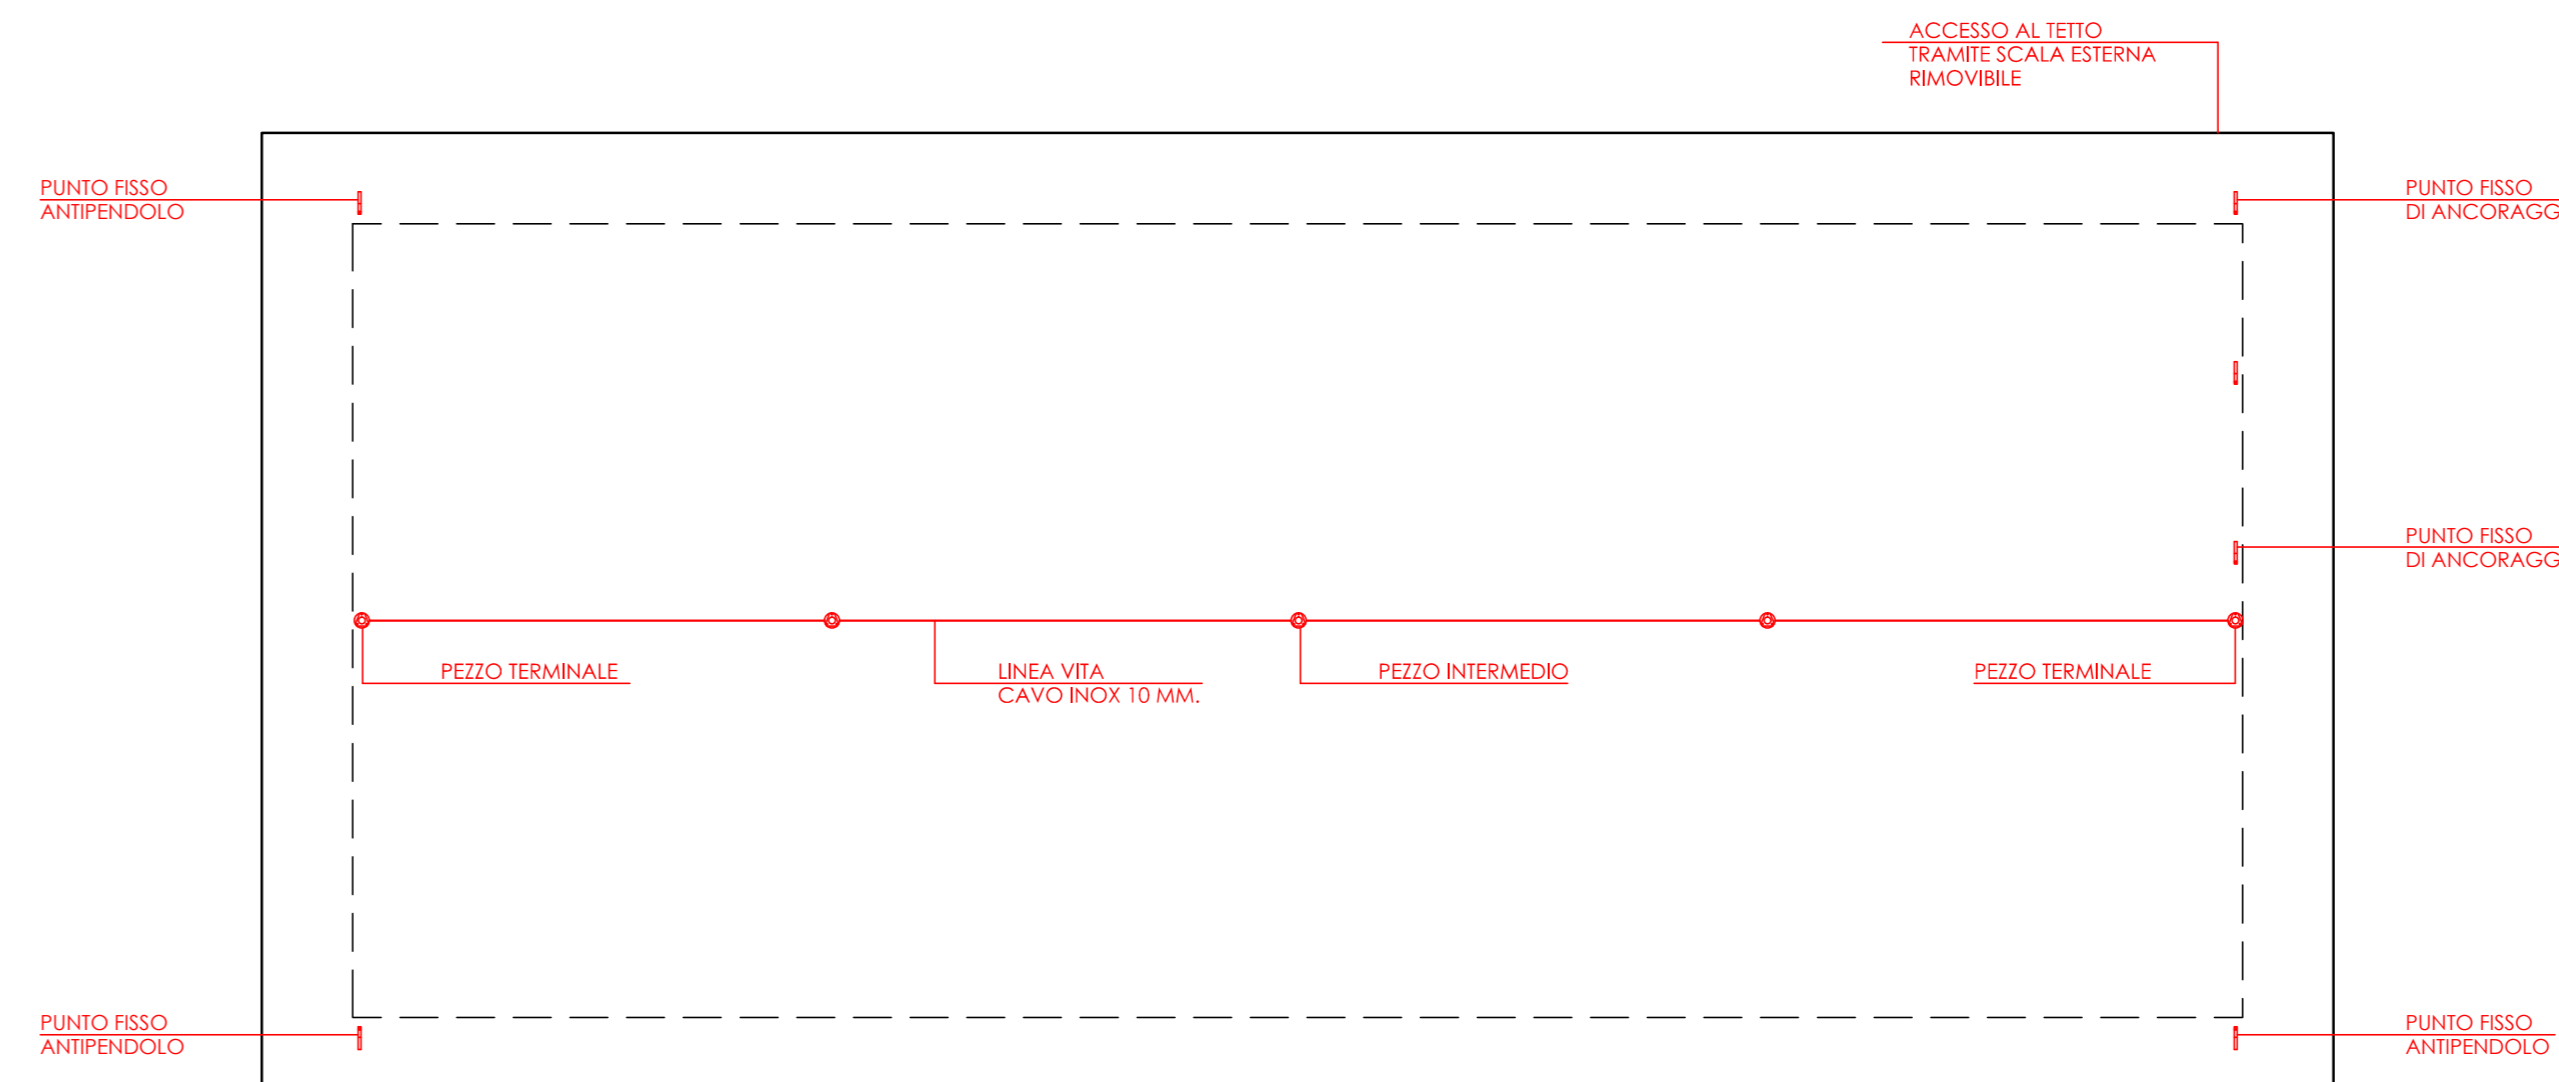 ACCESSO AL TETTO
TRAMITE SCALA ESTERNA
RIMOVIBILE
PUNTO FISSO
ANTIPENDOLO
PUNTO FISSO
DI ANCORAGG
PUNTO FISSO
DI ANCORAGG
PEZZO TERMINALE
LINEA VITA
CAVO INOX 10 MM.
PEZZO INTERMEDIO
PEZZO TERMINALE
PUNTO FISSO
ANTIPENDOLO
PUNTO FISSO
ANTIPENDOLO